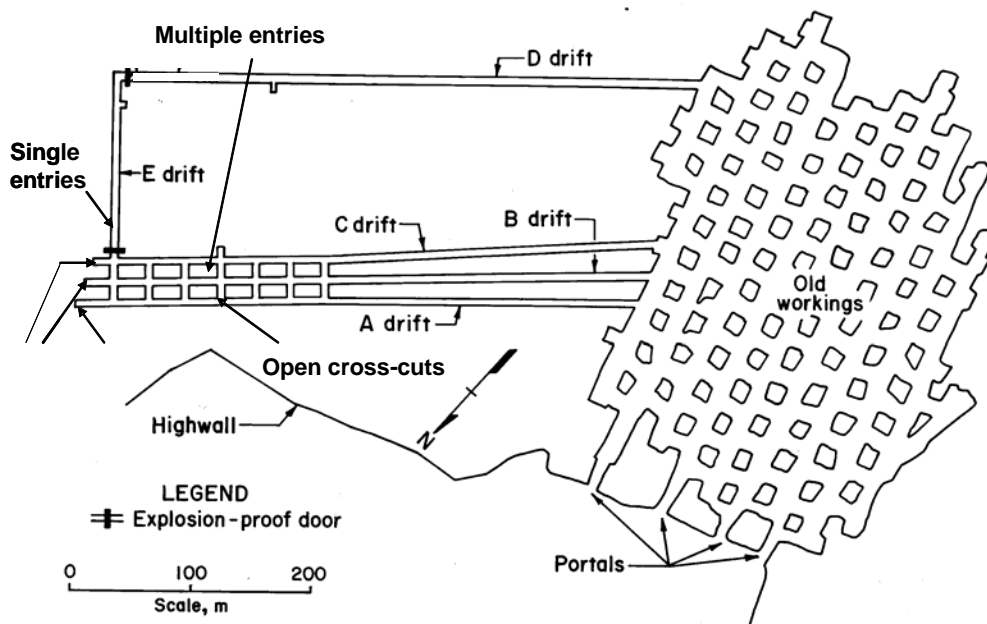 Multiple entries
D drift
Single
entries
E drift
C drift
B drift
Old
workings
A drift
Open cross-cuts
Highwall
N
LEGEND
Explosion-proof door
Portals
0 100 200
Scale, m